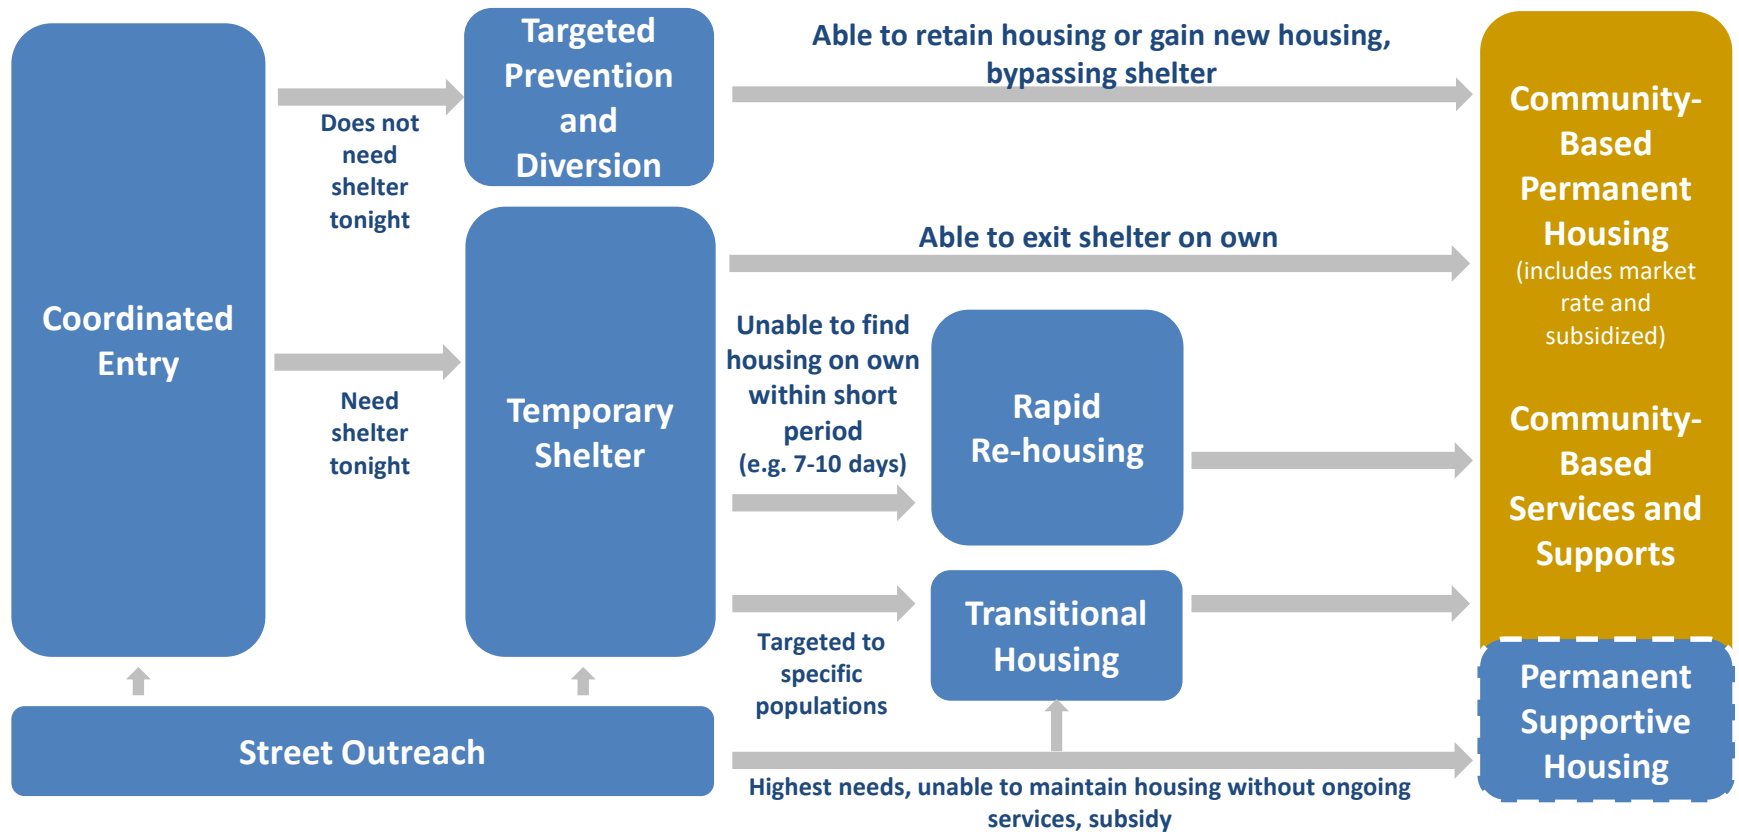 Coordinated
Entry
Does not
need
shelter
tonight
Need
shelter
tonight
Targeted
Prevention
and
Diversion
Temporary
Shelter
Street Outreach
Able to retain housing or gain new housing,
bypassing shelter
Able to exit shelter on own
Unable to find
housing on own
within short
period
(e.g. 7-10 days)
Rapid
Re-housing
Targeted to
specific
populations
Transitional
Housing
Highest needs, unable to maintain housing without ongoing
services, subsidy
Community-
Based
Permanent
Housing
(includes market
rate and
subsidized)
Community-
Based
Services and
Supports
Permanent
Supportive
Housing